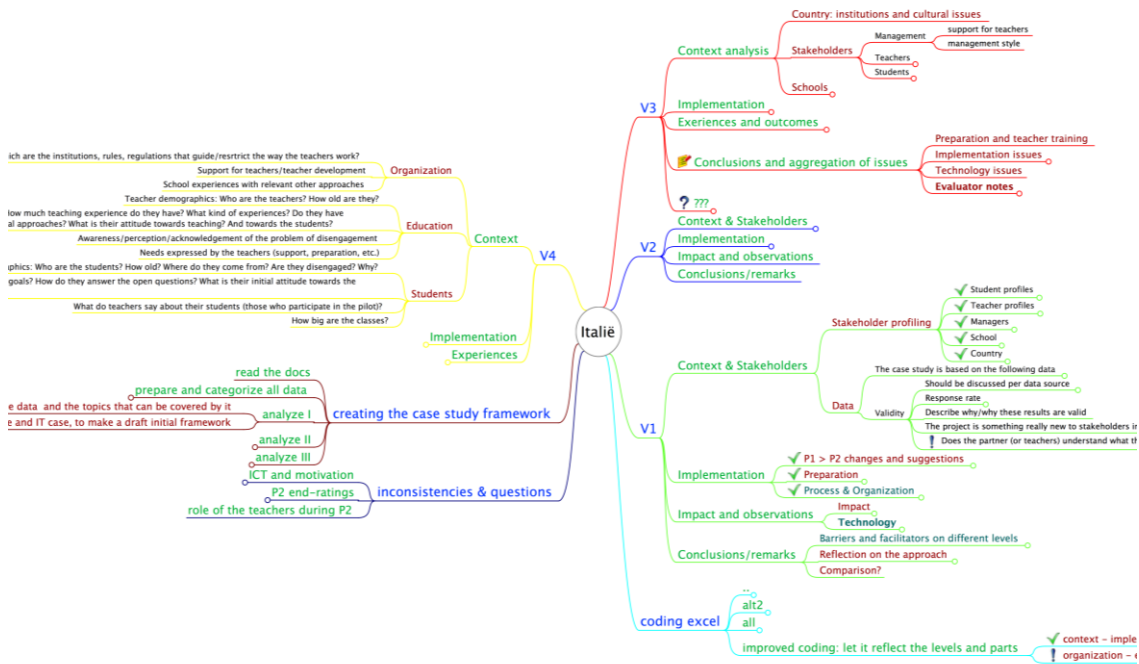 Italië
V3
Context analysis
Country: institutions and cultural issues
Stakeholders
Management
support for teachers
management style
Teachers
Students
Schools
Implementation
Exeriences and outcomes
Conclusions and aggregation of issues
Preparation and teacher training
Implementation issues
Technology issues
Evaluator notes
? ???
V2
Context & Stakeholders
Implementation
Impact and observations
Conclusions/remarks
V1
Context & Stakeholders
Stakeholder profiling
Student profiles
Teacher profiles
Managers
School
Country
Data
The case study is based on the following data
Validity
Should be discussed per data source
Response rate
Describe why/why these results are valid
The project is something really new to stakeholders in
! Does the partner (or teachers) understand what th
Implementation
P1 > P2 changes and suggestions
Preparation
Process & Organization
Impact and observations
Impact
Technology
Conclusions/remarks
Barriers and facilitators on different levels
Reflection on the approach
Comparison?
coding excel
..
alt2
all
improved coding: let it reflect the levels and parts
context - imple
! organization - e
V4
Context
Organization
ich are the institutions, rules, regulations that guide/resrtrict the way the teachers work?
Support for teachers/teacher development
School experiences with relevant other approaches
Education
Teacher demographics: Who are the teachers? How old are they?
How much teaching experience do they have? What kind of experiences? Do they have
al approaches? What is their attitude towards teaching? And towards the students?
Awareness/perception/acknowledgement of the problem of disengagement
Needs expressed by the teachers (support, preparation, etc.)
Students
aphics: Who are the students? How old? Where do they come from? Are they disengaged? Why?
goals? How do they answer the open questions? What is their initial attitude towards the
What do teachers say about their students (those who participate in the pilot)?
How big are the classes?
Implementation
Experiences
creating the case study framework
read the docs
prepare and categorize all data
analyze I
e data and the topics that can be covered by it
e and IT case, to make a draft initial framework
analyze II
analyze III
inconsistencies & questions
ICT and motivation
P2 end-ratings
role of the teachers during P2